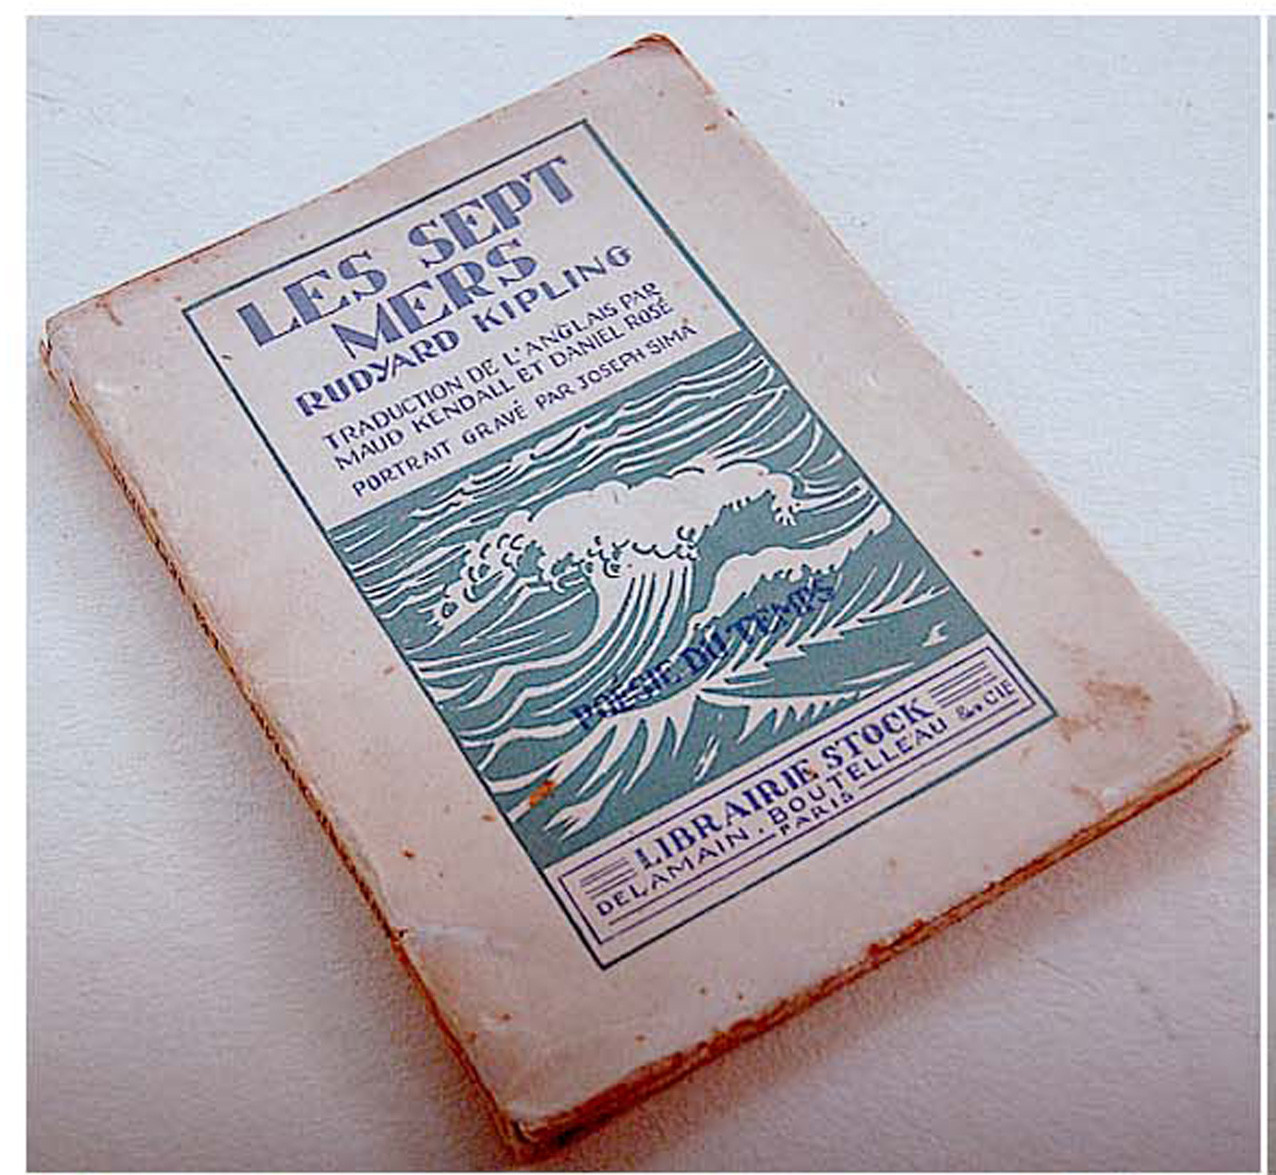 LES SEPT
MERS
RUDYARD KIPLING
TRADUCTION DE L'ANGLAIS PAR
MAUD KENDALL ET DANIEL ROSÉ
PORTRAIT GRAVÉ PAR JOSEPH SIMA
POÉSIE DU TEMPS
LIBRAIRIE STOCK
DELAMAIN. BOUTELLEAU & CIE
PARIS